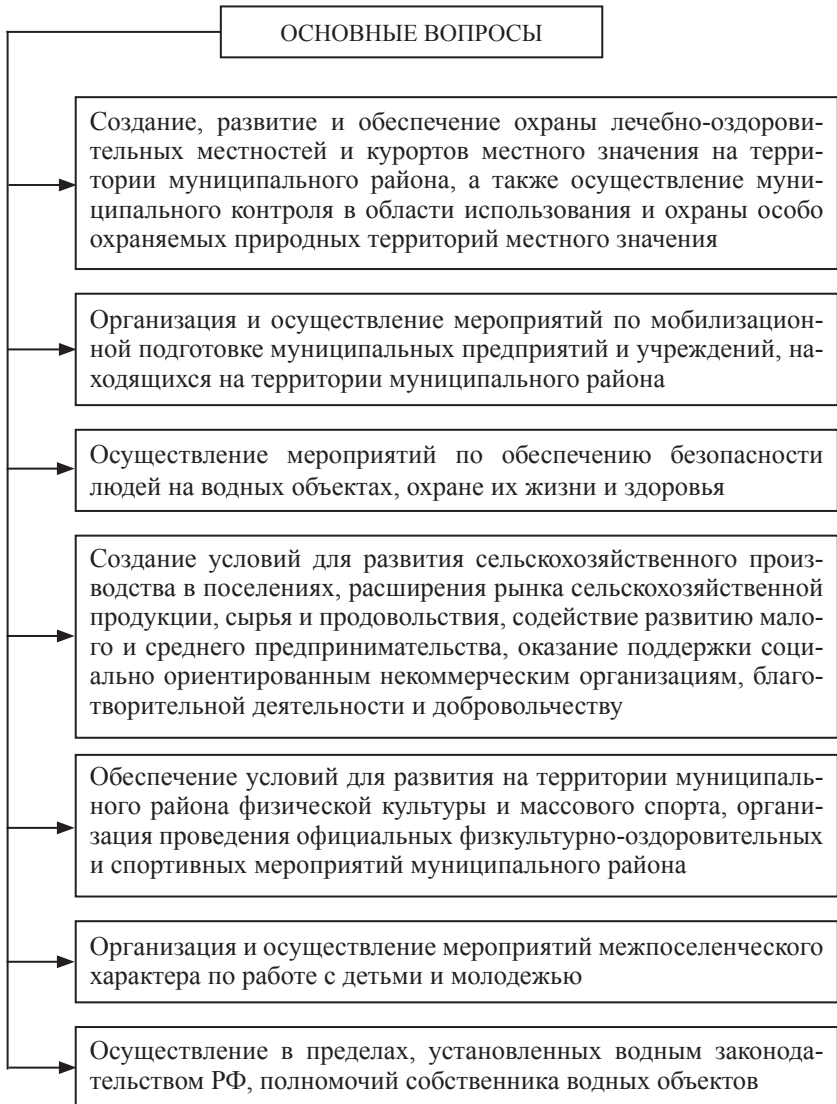 ОСНОВНЫЕ ВОПРОСЫ
Создание, развитие и обеспечение охраны лечебно-оздорови-
тельных местностей и курортов местного значения на терри-
тории муниципального района, а также осуществление муни-
ципального контроля в области использования и охраны особо
охраняемых природных территорий местного значения
Организация и осуществление мероприятий по мобилизацион-
ной подготовке муниципальных предприятий и учреждений, на-
ходящихся на территории муниципального района
Осуществление мероприятий по обеспечению безопасности
людей на водных объектах, охране их жизни и здоровья
Создание условий для развития сельскохозяйственного произ-
водства в поселениях, расширения рынка сельскохозяйственной
продукции, сырья и продовольствия, содействие развитию мало-
го и среднего предпринимательства, оказание поддержки соци-
ально ориентированным некоммерческим организациям, благо-
творительной деятельности и добровольчеству
Обеспечение условий для развития на территории муниципаль-
ного района физической культуры и массового спорта, органи-
зация проведения официальных физкультурно-оздоровительных
и спортивных мероприятий муниципального района
Организация и осуществление мероприятий межпоселенческого
характера по работе с детьми и молодежью
Осуществление в пределах, установленных водным законода-
тельством РФ, полномочий собственника водных объектов